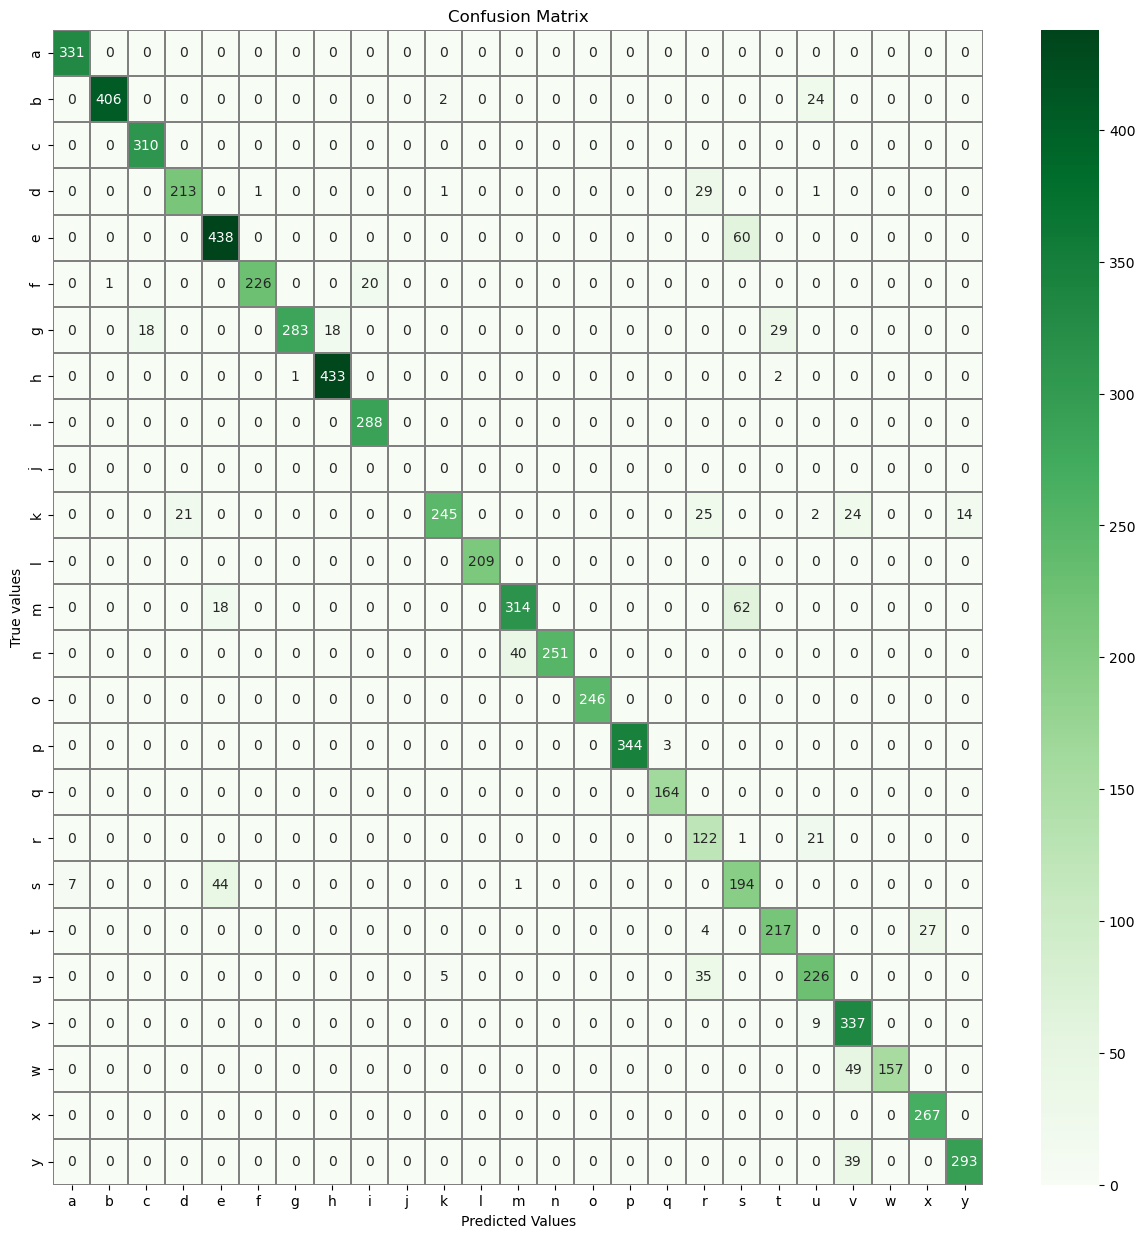 Confusion Matrix
a 331 0 0 0 0 0 0 0 0 0 0 0 0 0 0 0 0 0 0 0 0 0 0 0 0
b 0 406 0 0 0 0 0 0 0 0 2 0 0 0 0 0 0 0 0 0 24 0 0 0 0
c 0 0 310 0 0 0 0 0 0 0 0 0 0 0 0 0 0 0 0 0 0 0 0 0 0
d 0 0 0 213 0 1 0 0 0 0 1 0 0 0 0 0 0 29 0 0 1 0 0 0 0
e 0 0 0 0 438 0 0 0 0 0 0 0 0 0 0 0 0 0 60 0 0 0 0 0 0
f 0 1 0 0 0 226 0 0 20 0 0 0 0 0 0 0 0 0 0 0 0 0 0 0 0
g 0 0 18 0 0 0 283 18 0 0 0 0 0 0 0 0 0 0 0 29 0 0 0 0 0
h 0 0 0 0 0 0 1 433 0 0 0 0 0 0 0 0 0 0 0 2 0 0 0 0 0
i 0 0 0 0 0 0 0 0 288 0 0 0 0 0 0 0 0 0 0 0 0 0 0 0 0
j 0 0 0 0 0 0 0 0 0 0 0 0 0 0 0 0 0 0 0 0 0 0 0 0 0
k 0 0 0 21 0 0 0 0 0 0 245 0 0 0 0 0 0 25 0 0 2 24 0 0 14
l 0 0 0 0 0 0 0 0 0 0 0 209 0 0 0 0 0 0 0 0 0 0 0 0 0
m 0 0 0 0 18 0 0 0 0 0 0 0 314 0 0 0 0 0 62 0 0 0 0 0 0
n 0 0 0 0 0 0 0 0 0 0 0 0 40 251 0 0 0 0 0 0 0 0 0 0 0
o 0 0 0 0 0 0 0 0 0 0 0 0 0 0 246 0 0 0 0 0 0 0 0 0 0
p 0 0 0 0 0 0 0 0 0 0 0 0 0 0 0 344 3 0 0 0 0 0 0 0 0
q 0 0 0 0 0 0 0 0 0 0 0 0 0 0 0 0 164 0 0 0 0 0 0 0 0
r 0 0 0 0 0 0 0 0 0 0 0 0 0 0 0 0 0 122 1 0 21 0 0 0 0
s 7 0 0 0 44 0 0 0 0 0 0 0 1 0 0 0 0 0 194 0 0 0 0 0 0
t 0 0 0 0 0 0 0 0 0 0 0 0 0 0 0 0 0 4 0 217 0 0 0 27 0
u 0 0 0 0 0 0 0 0 0 0 5 0 0 0 0 0 0 35 0 0 226 0 0 0 0
v 0 0 0 0 0 0 0 0 0 0 0 0 0 0 0 0 0 0 0 0 9 337 0 0 0
w 0 0 0 0 0 0 0 0 0 0 0 0 0 0 0 0 0 0 0 0 0 49 157 0 0
x 0 0 0 0 0 0 0 0 0 0 0 0 0 0 0 0 0 0 0 0 0 0 0 267 0
y 0 0 0 0 0 0 0 0 0 0 0 0 0 0 0 0 0 0 0 0 0 39 0 0 293
a b c d e f g h i j k l m n o p q r s t u v w x y
Predicted Values
True values
400
350
300
250
200
150
100
50
0